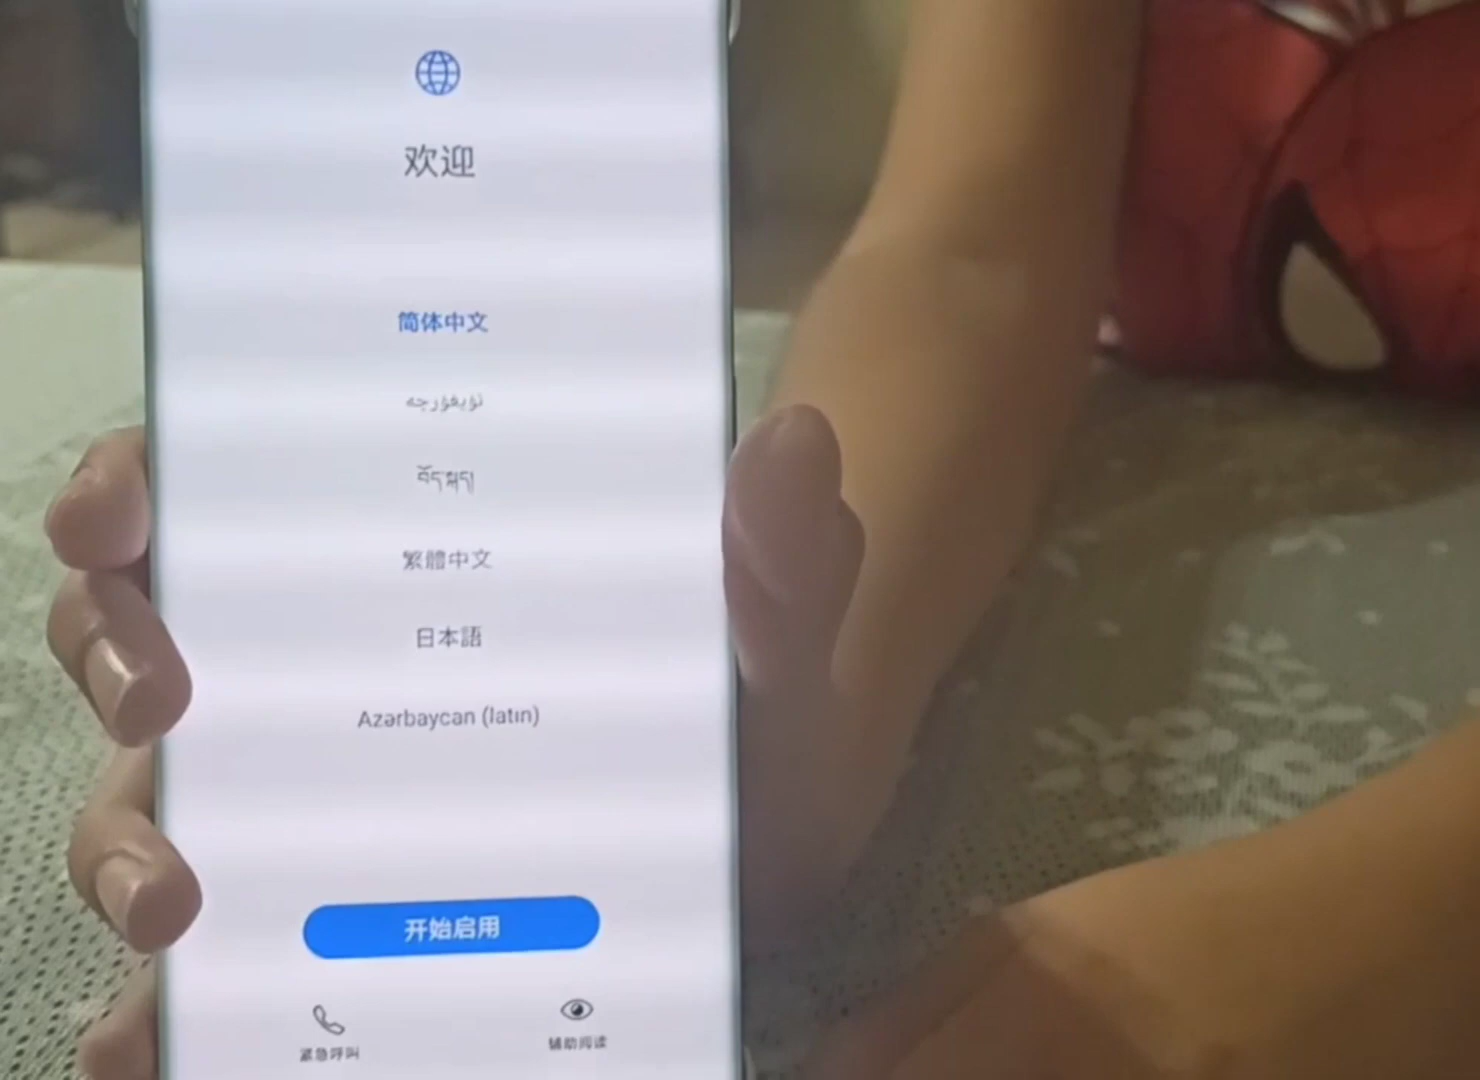 欢迎
简体中文
ئۇيغۇرچە
བོད་སྐད།
繁體中文
日本語
Azərbaycan (latın)
开始启用
紧急呼叫
辅助阅读